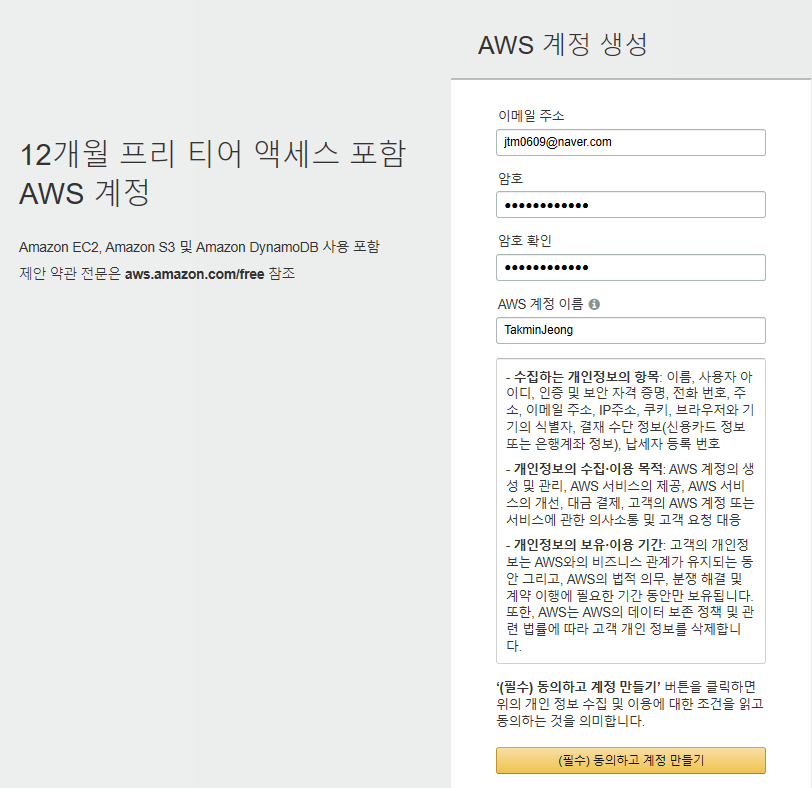 AWS 계정 생성
12개월 프리 티어 액세스 포함
AWS 계정
Amazon EC2, Amazon S3 및 Amazon DynamoDB 사용 포함
제안 약관 전문은 aws.amazon.com/free 참조
이메일 주소
jtm0609@naver.com
암호
••••••••••••
암호 확인
••••••••••••
AWS 계정 이름
TakminJeong
- 수집하는 개인정보의 항목: 이름, 사용자 아
이디, 인증 및 보안 자격 증명, 전화 번호, 주
소, 이메일 주소, IP주소, 쿠키, 브라우저와 기
기의 식별자, 결재 수단 정보(신용카드 정보
또는 은행계좌 정보), 납세자 등록 번호
- 개인정보의 수집·이용 목적: AWS 계정의 생
성 및 관리, AWS 서비스의 제공, AWS 서비
스의 개선, 대금 결제, 고객의 AWS 계정 또는
서비스에 관한 의사소통 및 고객 요청 대응
- 개인정보의 보유·이용 기간: 고객의 개인정
보는 AWS와의 비즈니스 관계가 유지되는 동
안 그리고, AWS의 법적 의무, 분쟁 해결 및
계약 이행에 필요한 기간 동안만 보유됩니다.
또한, AWS는 AWS의 데이터 보존 정책 및 관
련 법률에 따라 고객 개인 정보를 삭제합니
다.
‘(필수) 동의하고 계정 만들기’ 버튼을 클릭하면
위의 개인 정보 수집 및 이용에 대한 조건을 읽고
동의하는 것을 의미합니다.
(필수) 동의하고 계정 만들기